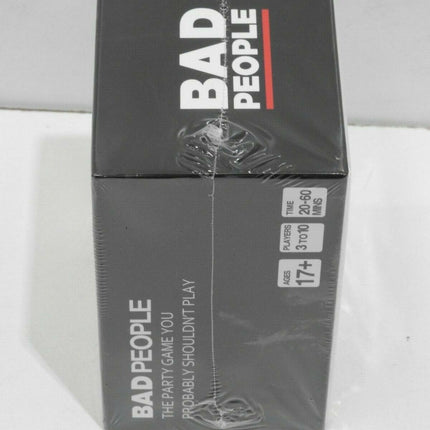 BAD
PEOPLE
BAD PEOPLE
THE PARTY GAME YOU
PROBABLY SHOULDN'T PLAY
AGES
17+
PLAYERS
3 TO 10
TIME
20-60
MINS